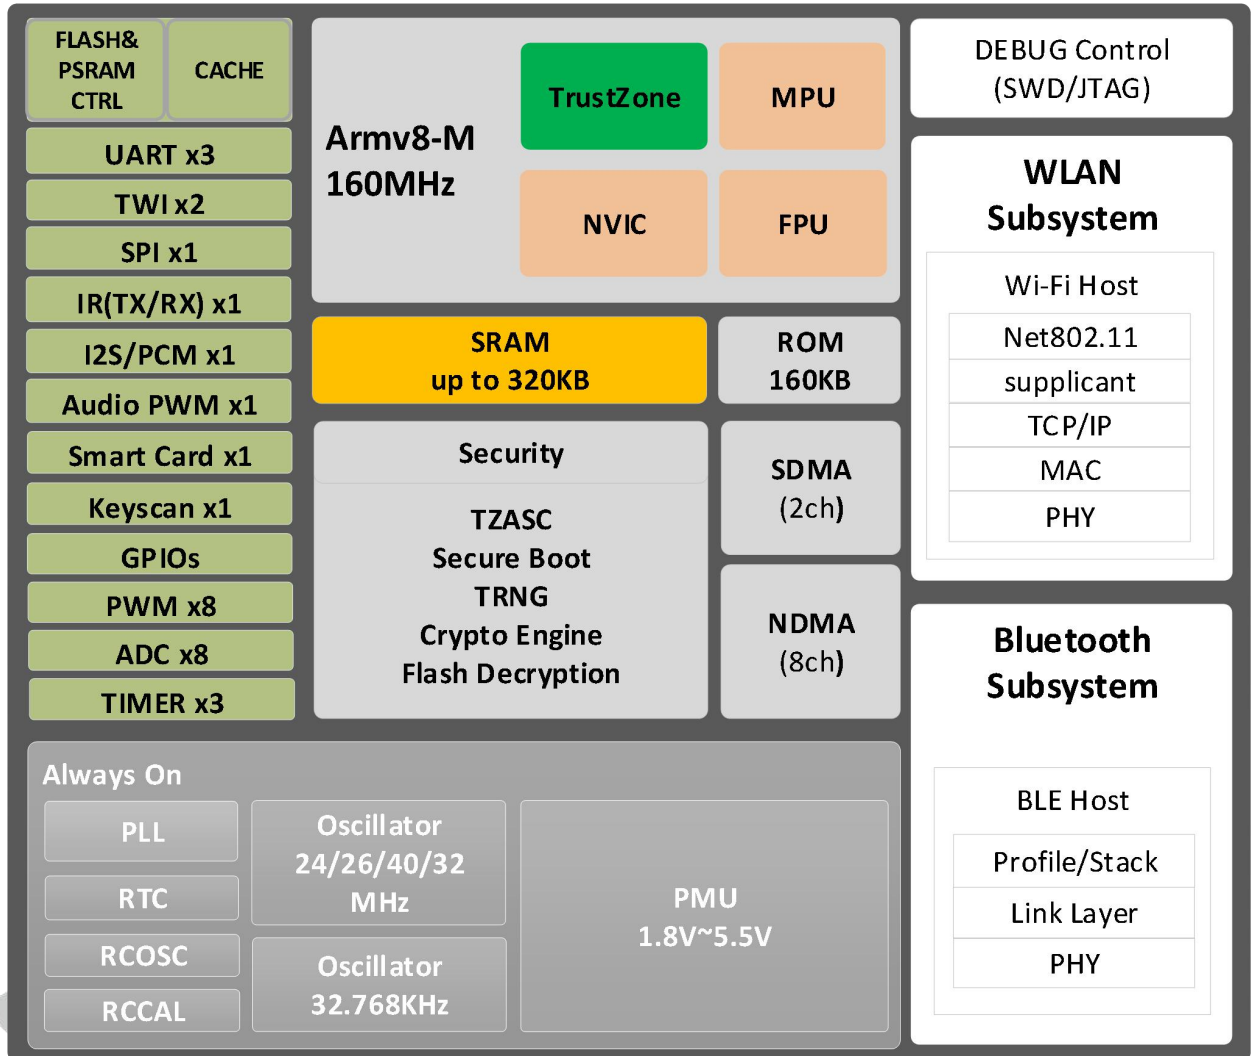 FLASH&
PSRAM
CTRL
CACHE
UART x3
TWI x2
SPI x1
IR(TX/RX) x1
I2S/PCM x1
Audio PWM x1
Smart Card x1
Keyscan x1
GPIOs
PWM x8
ADC x8
TIMER x3
Armv8-M
160MHz
TrustZone
MPU
NVIC
FPU
SRAM
up to 320KB
ROM
160KB
Security
TZASC
Secure Boot
TRNG
Crypto Engine
Flash Decryption
SDMA
(2ch)
NDMA
(8ch)
DEBUG Control
(SWD/JTAG)
WLAN
Subsystem
Wi-Fi Host
Net802.11
supplicant
TCP/IP
MAC
PHY
Bluetooth
Subsystem
BLE Host
Profile/Stack
Link Layer
PHY
Always On
PLL
RTC
RCOSC
RCCAL
Oscillator
24/26/40/32
MHz
Oscillator
32.768KHz
PMU
1.8V~5.5V